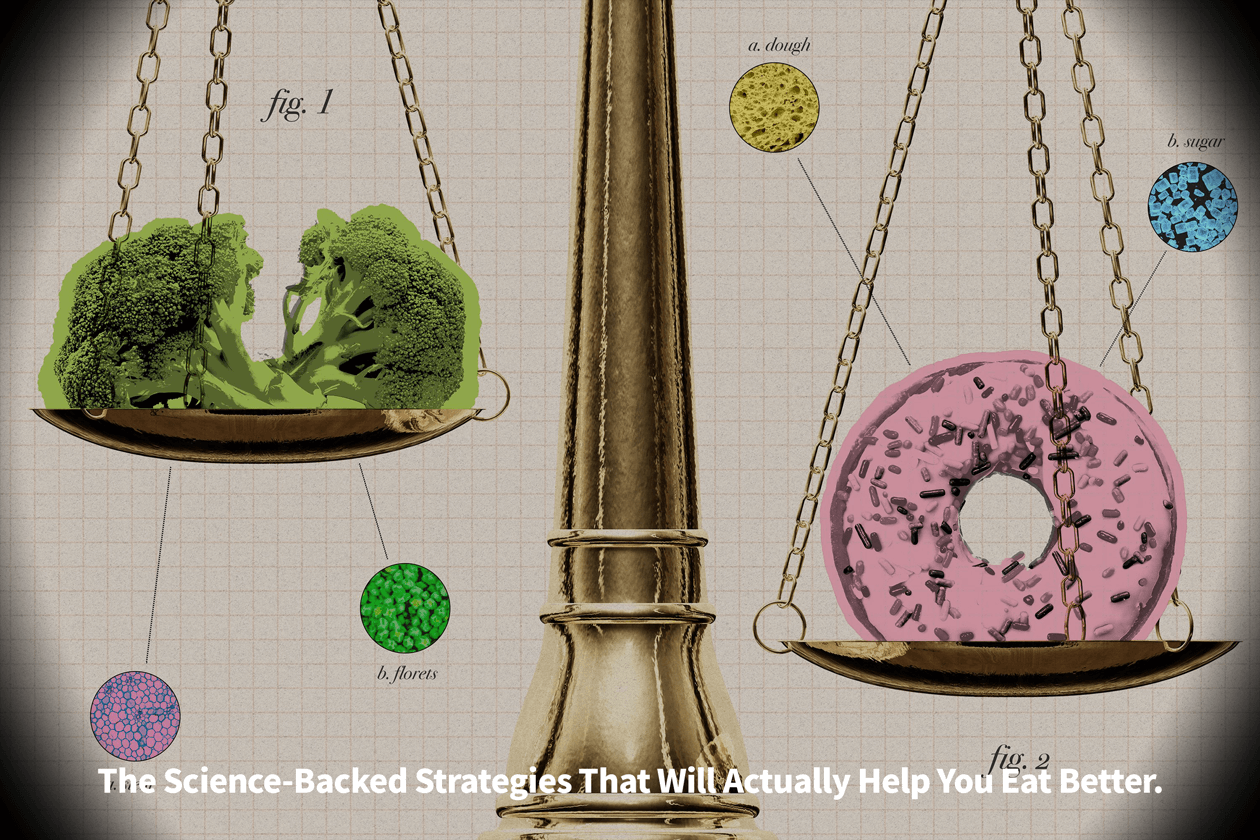 a. dough
fig. 1
b. sugar
b. florets
fig. 2
The Science-Backed Strategies That Will Actually Help You Eat Better.